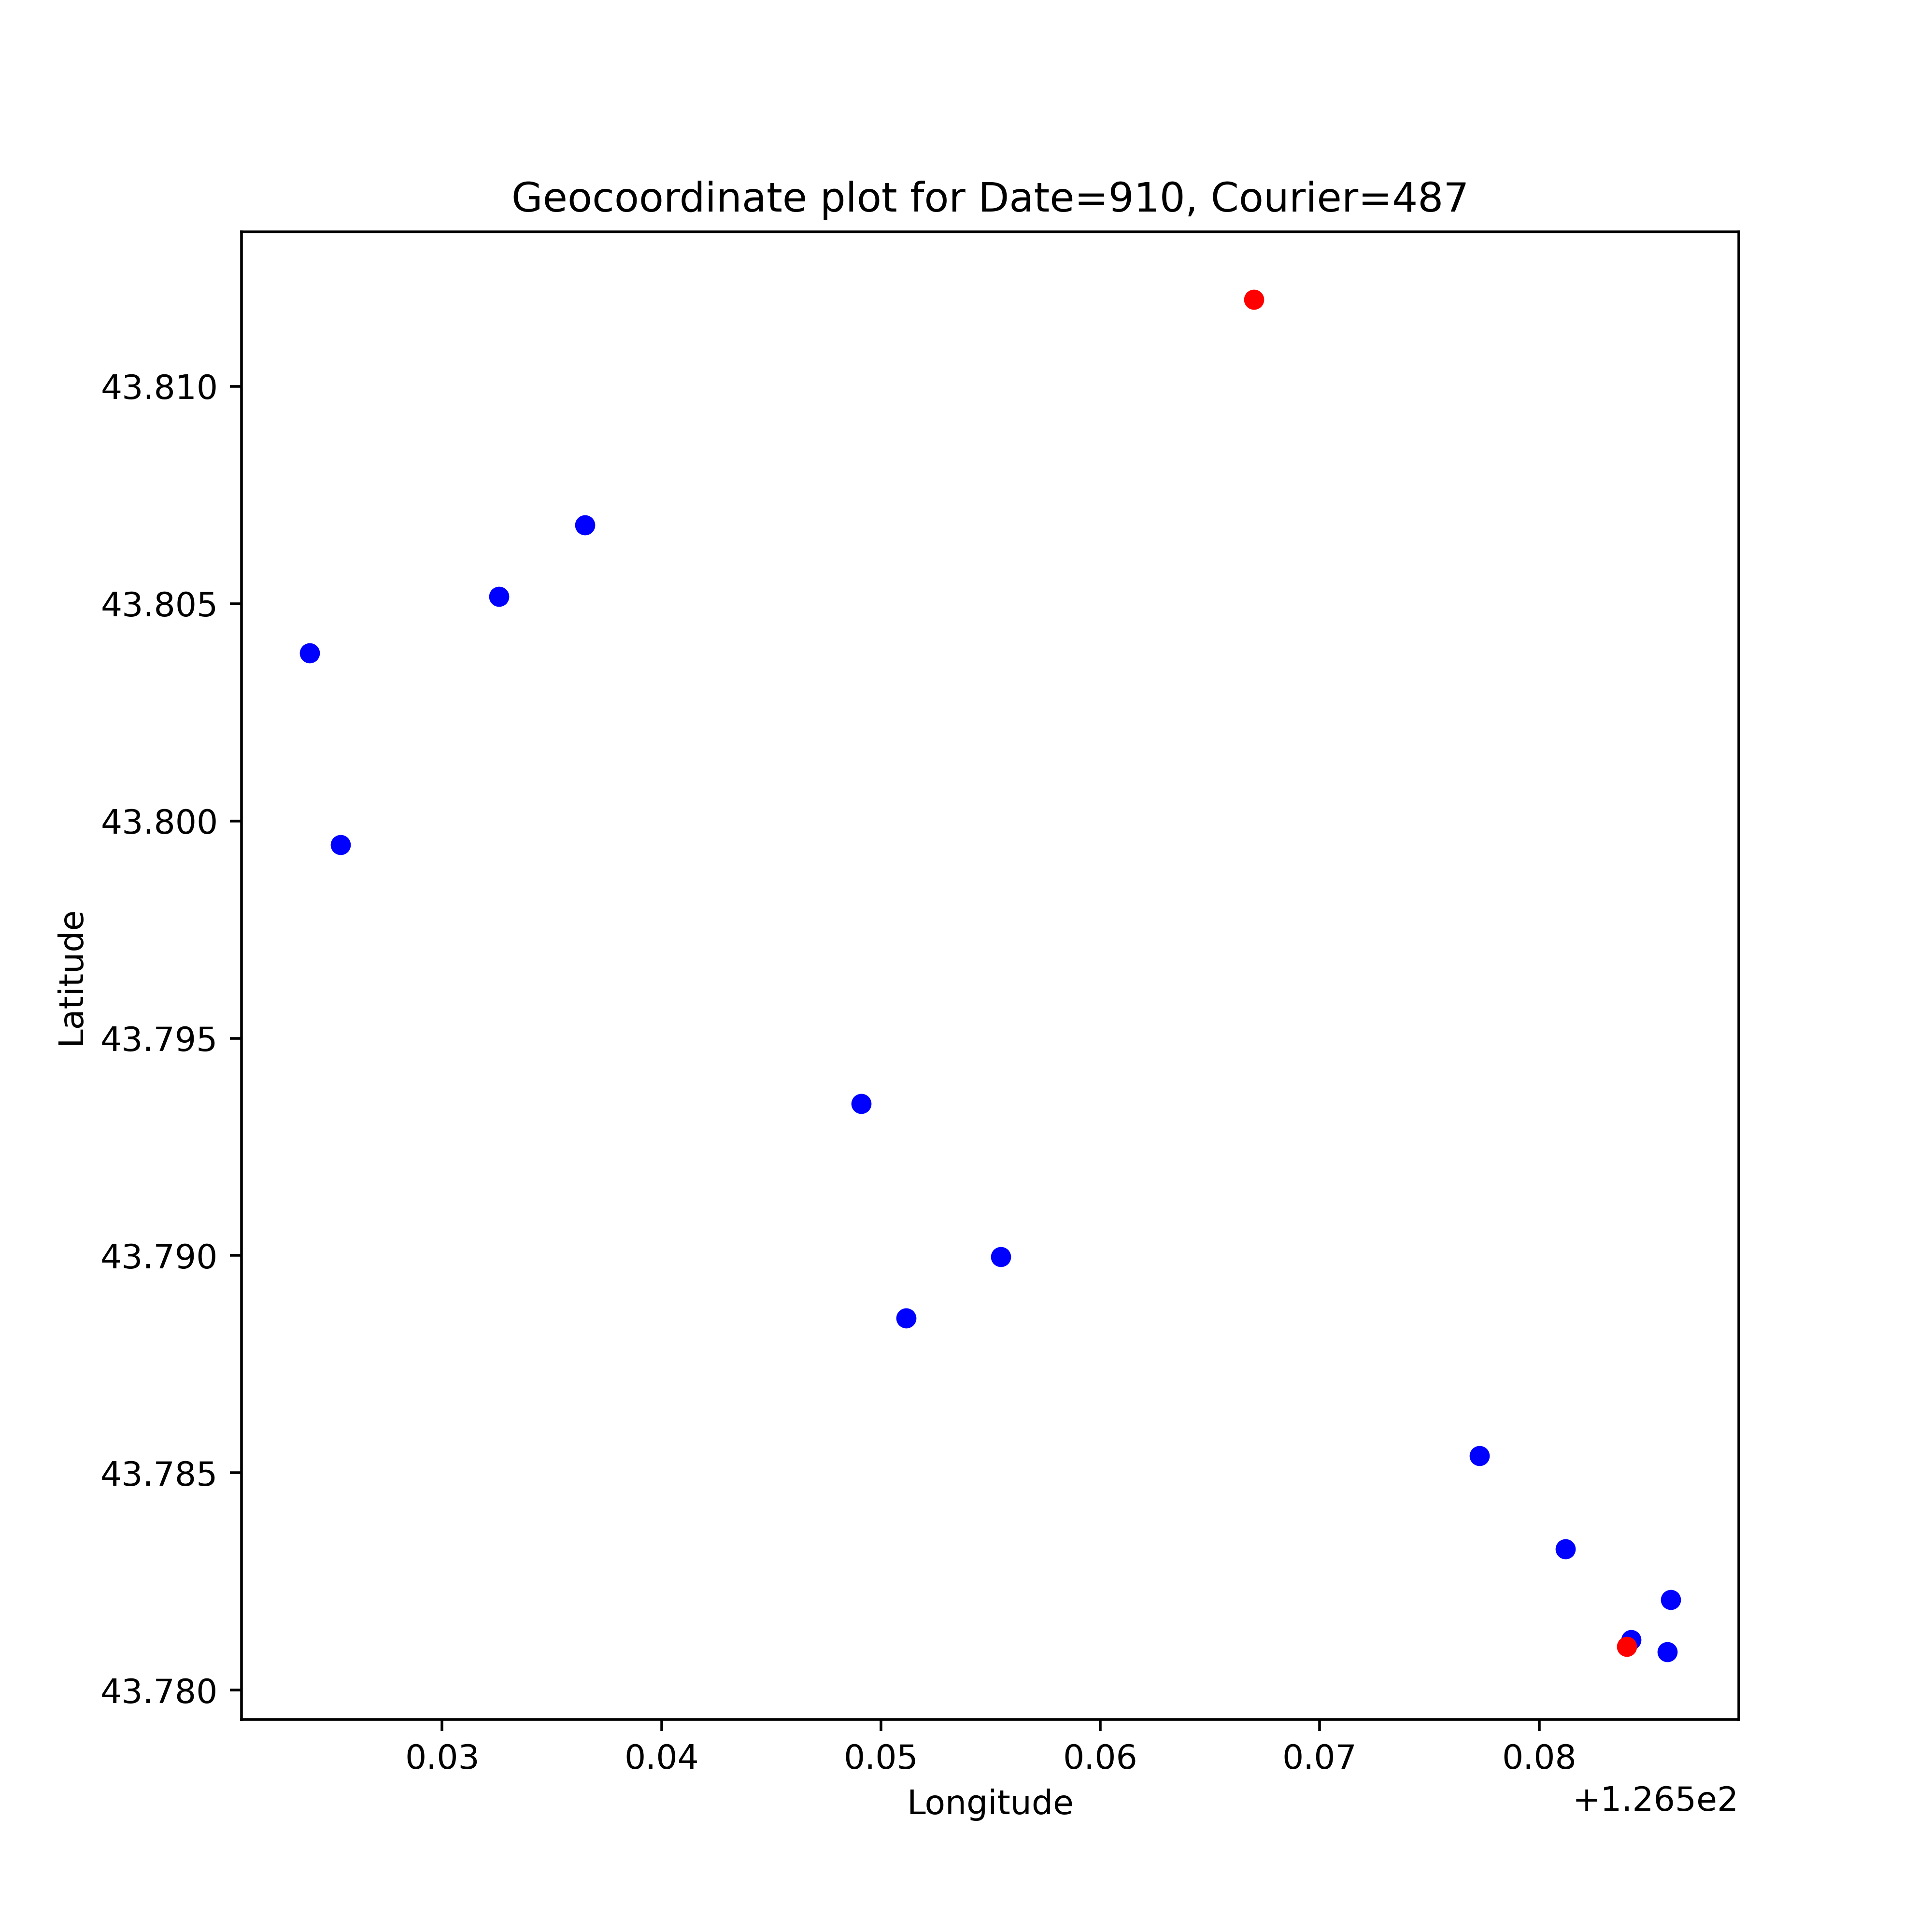 Geocoordinate plot for Date=910, Courier=487
43.810
43.805
43.800
43.795
43.790
43.785
43.780
Latitude
0.03 0.04 0.05 0.06 0.07 0.08
Longitude
+1.265e2